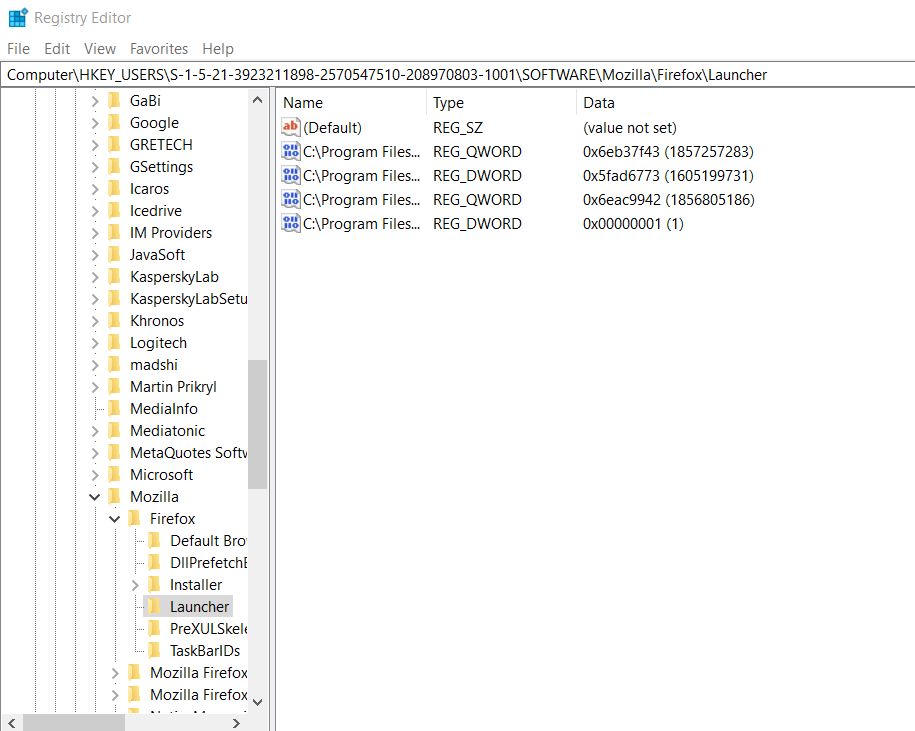 Registry Editor
File Edit View Favorites Help
Computer\HKEY_USERS\S-1-5-21-3923211898-2570547510-208970803-1001\SOFTWARE\Mozilla\Firefox\Launcher
GaBi
Google
GRETECH
GSettings
Icaros
Icedrive
IM Providers
JavaSoft
KasperskyLab
KasperskyLabSetu
Khronos
Logitech
madshi
Martin Prikryl
MediaInfo
Mediatonic
MetaQuotes Softw
Microsoft
Mozilla
Firefox
Default Bro
DllPrefetchE
Installer
Launcher
PreXULSkele
TaskBarIDs
Mozilla Firefox
Mozilla Firefox
Name Type Data
ab (Default) REG_SZ (value not set)
C:\Program Files... REG_QWORD 0x6eb37f43 (1857257283)
C:\Program Files... REG_DWORD 0x5fad6773 (1605199731)
C:\Program Files... REG_QWORD 0x6eac9942 (1856805186)
C:\Program Files... REG_DWORD 0x00000001 (1)